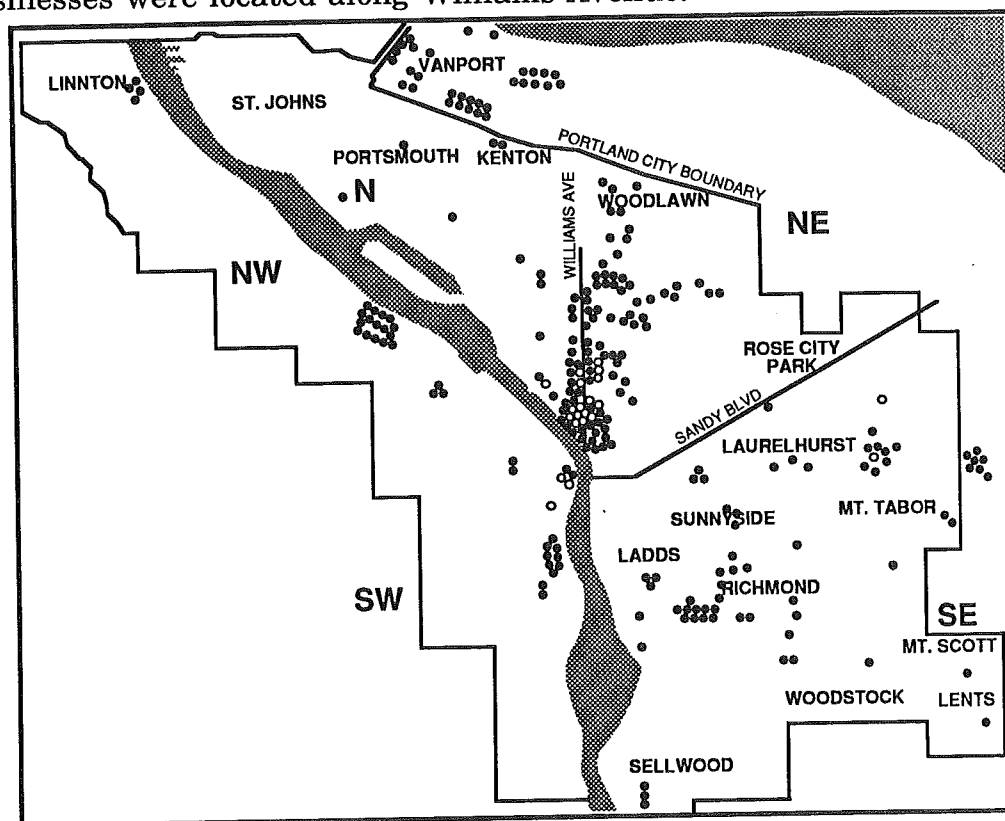 sinesses were located along Williams Avenue.
VANPORT
LINNTON
ST. JOHNS
PORTLAND CITY BOUNDARY
PORTSMOUTH
KENTON
N
WILLIAMS AVE
WOODLAWN
NE
NW
ROSE CITY
PARK
SANDY BLVD
LAURELHURST
MT. TABOR
SUNNYSIDE
LADDS
RICHMOND
SW
SE
MT. SCOTT
WOODSTOCK
LENTS
SELLWOOD